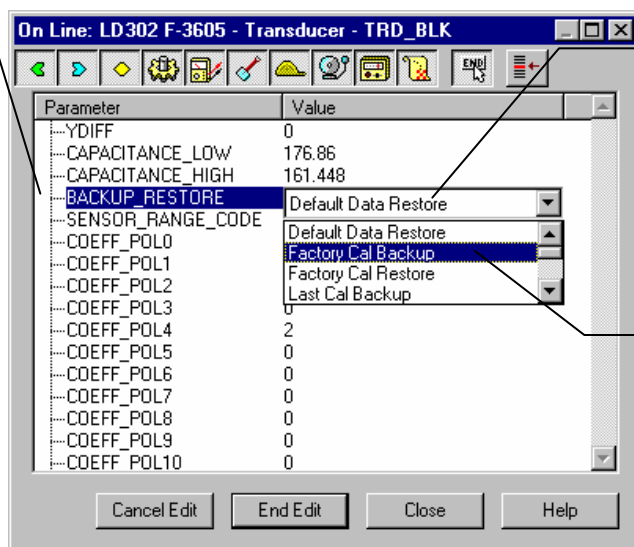 On Line: LD302 F-3605 - Transducer - TRD_BLK
END
Parameter Value
YDIFF 0
CAPACITANCE_LOW 176.86
CAPACITANCE_HIGH 161.448
BACKUP_RESTORE Default Data Restore
SENSOR_RANGE_CODE Default Data Restore
COEFF_POL0 Factory Cal Backup
COEFF_POL1 Factory Cal Restore
COEFF_POL2 Last Cal Backup
COEFF_POL3 0
COEFF_POL4 2
COEFF_POL5 0
COEFF_POL6 0
COEFF_POL7 0
COEFF_POL8 0
COEFF_POL9 0
COEFF_POL10 0
Cancel Edit End Edit Close Help